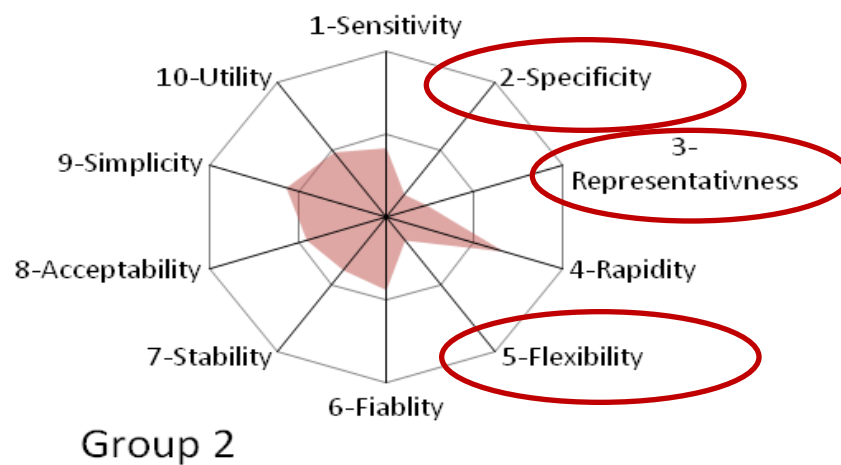 1-Sensitivity
10-Utility
2-Specificity
9-Simplicity
3-
Representativness
8-Acceptability
4-Rapidity
7-Stability
5-Flexibility
6-Fiablity
Group 2